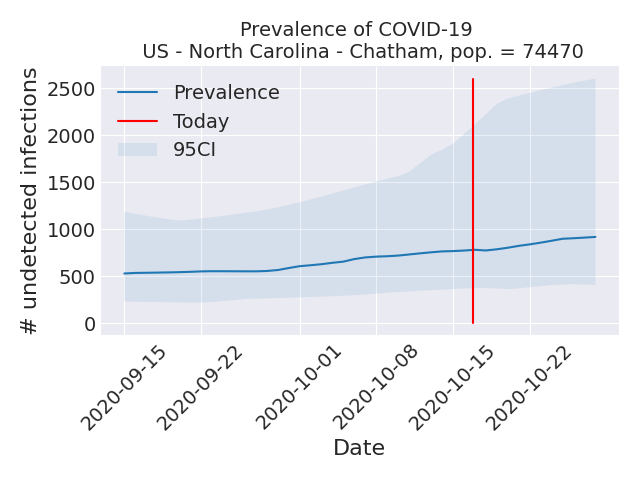 Prevalence of COVID-19
US - North Carolina - Chatham, pop. = 74470
# undetected infections
2500
2000
1500
1000
500
0
Prevalence
Today
95CI
2020-09-15
2020-09-22
2020-10-01
2020-10-08
2020-10-15
2020-10-22
Date